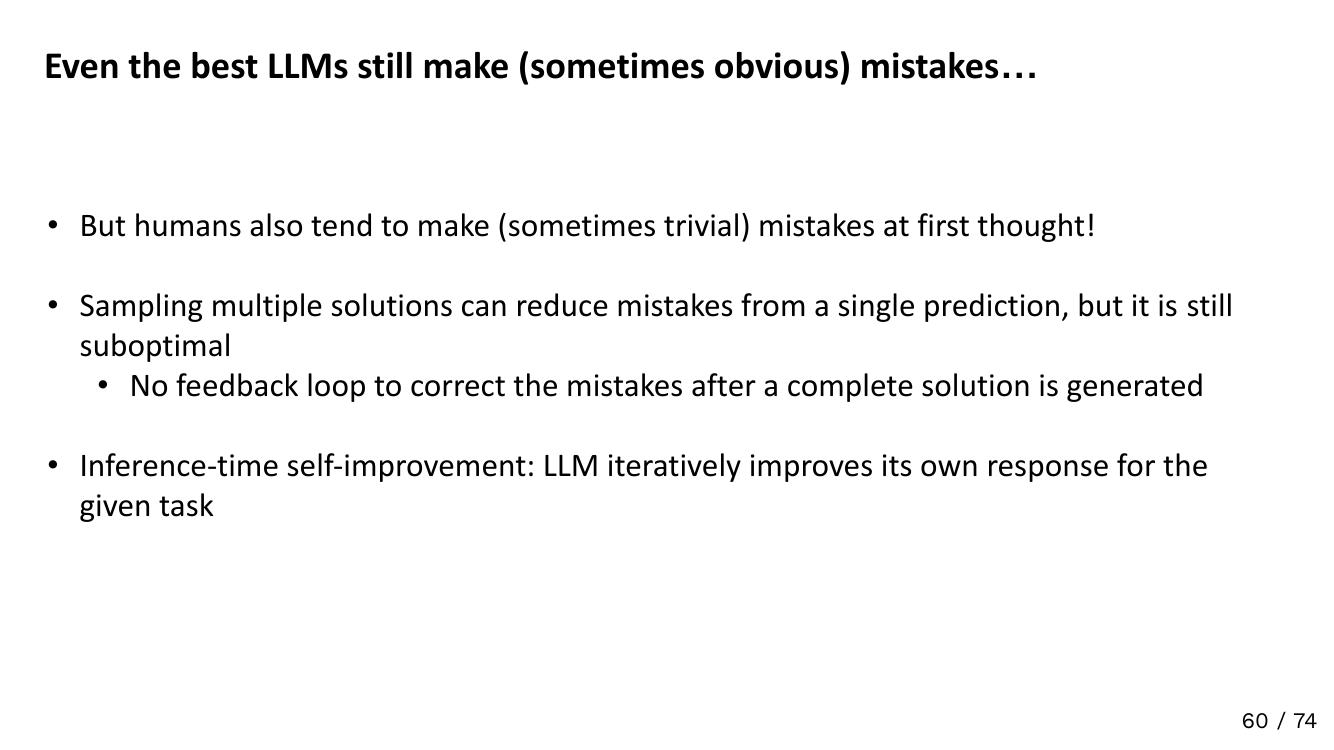 Even the best LLMs still make (sometimes obvious) mistakes…
• But humans also tend to make (sometimes trivial) mistakes at first thought!
• Sampling multiple solutions can reduce mistakes from a single prediction, but it is still
suboptimal
• No feedback loop to correct the mistakes after a complete solution is generated
• Inference-time self-improvement: LLM iteratively improves its own response for the
given task
60 / 74